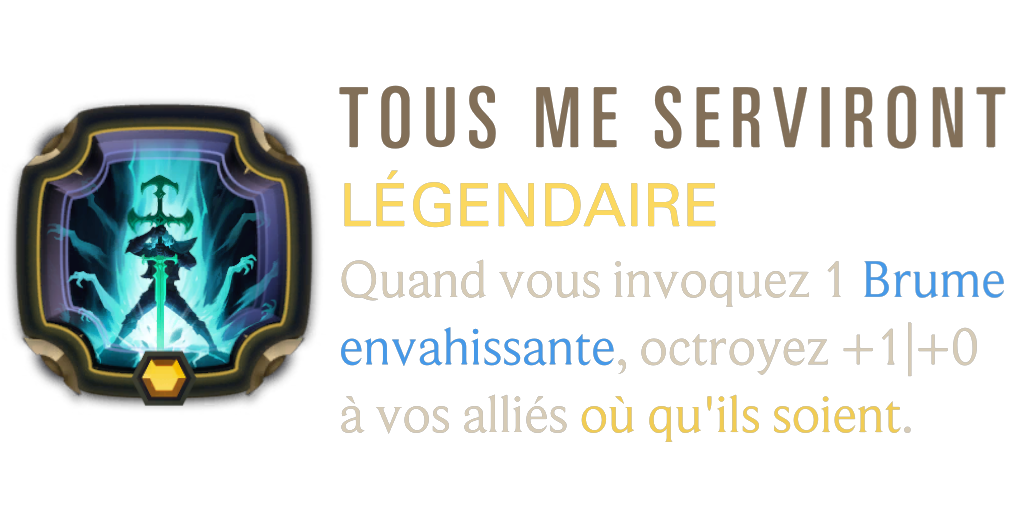 TOUS ME SERVIRONT
LÉGENDAIRE
Quand vous invoquez 1 Brume
envahissante, octroyez +1|+0
à vos alliés où qu'ils soient.